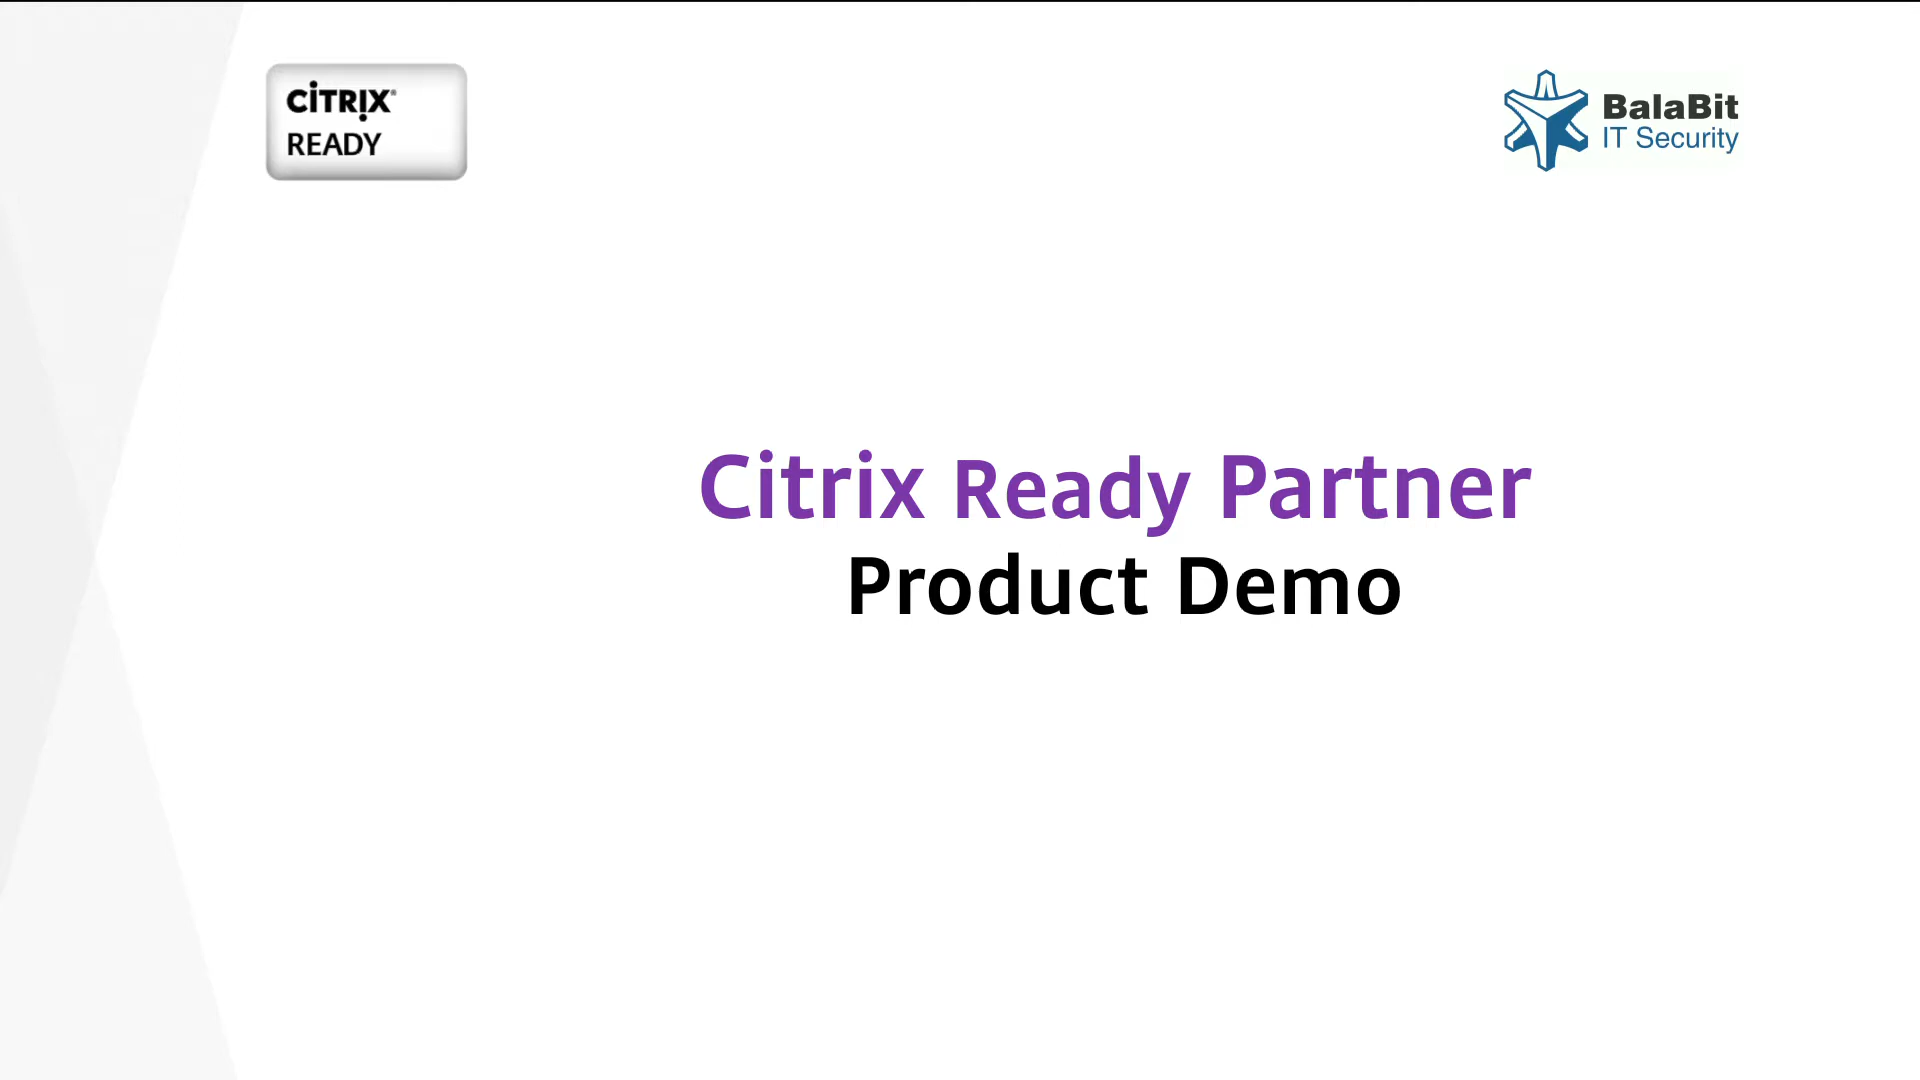 CITRIX®
READY
BalaBit
IT Security
Citrix Ready Partner
Product Demo